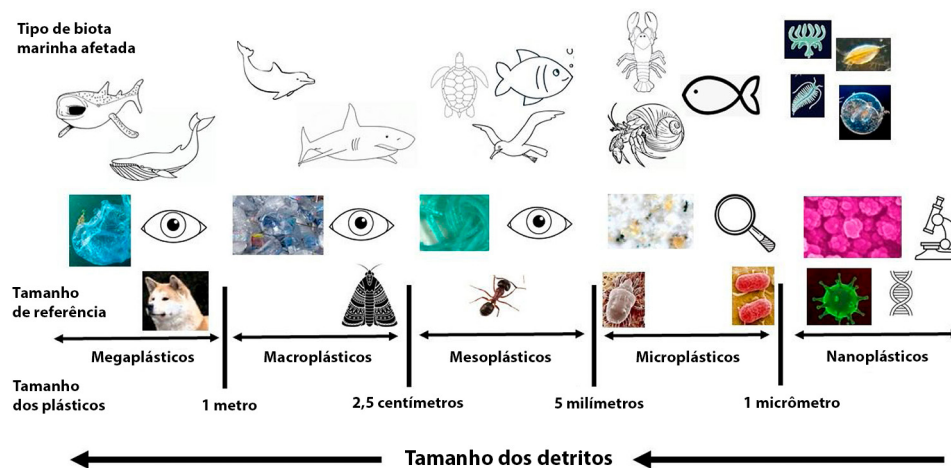 Tipo de biota
marinha afetada
Tamanho
de referência
Megaplásticos
Macroplásticos
Mesoplásticos
Microplásticos
Nanoplásticos
Tamanho
dos plásticos
1 metro
2,5 centímetros
5 milímetros
1 micrômetro
Tamanho dos detritos